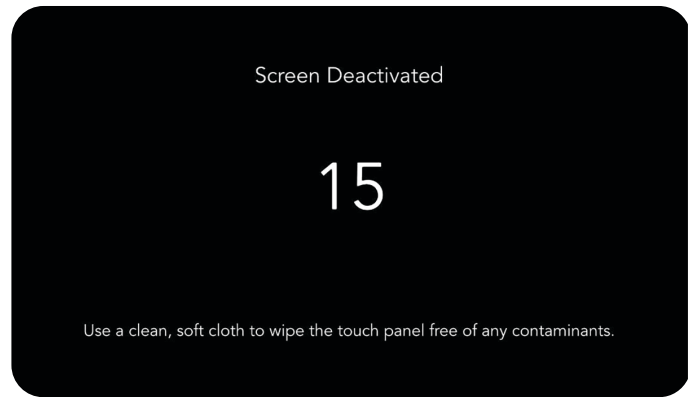 Screen Deactivated
15
Use a clean, soft cloth to wipe the touch panel free of any contaminants.